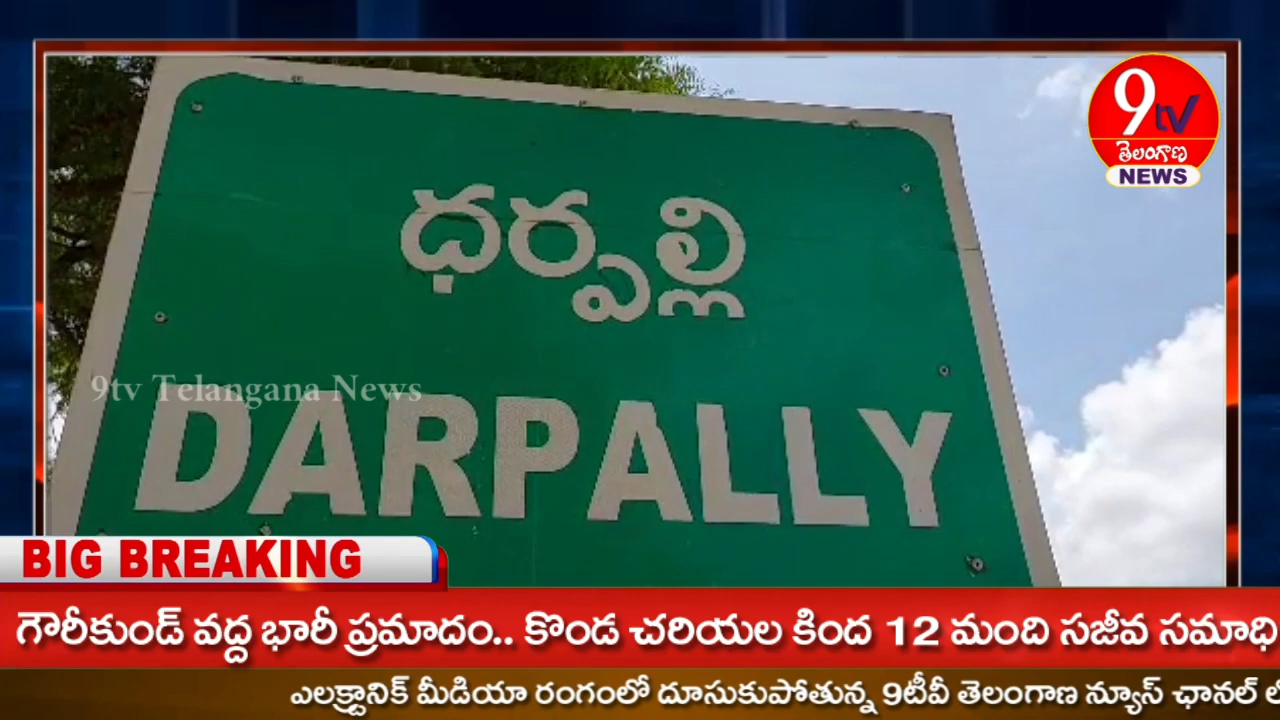 9tv
తెలంగాణ
NEWS
ధర్పల్లి
9tv Telangana News
DARPALLY
BIG BREAKING
గౌరీకుండ్ వద్ద భారీ ప్రమాదం.. కొండ చరియల కింద 12 మంది సజీవ సమాధి
ఎలక్ట్రానిక్ మీడియా రంగంలో దూసుకుపోతున్న 9టీవీ తెలంగాణ న్యూస్ ఛానల్